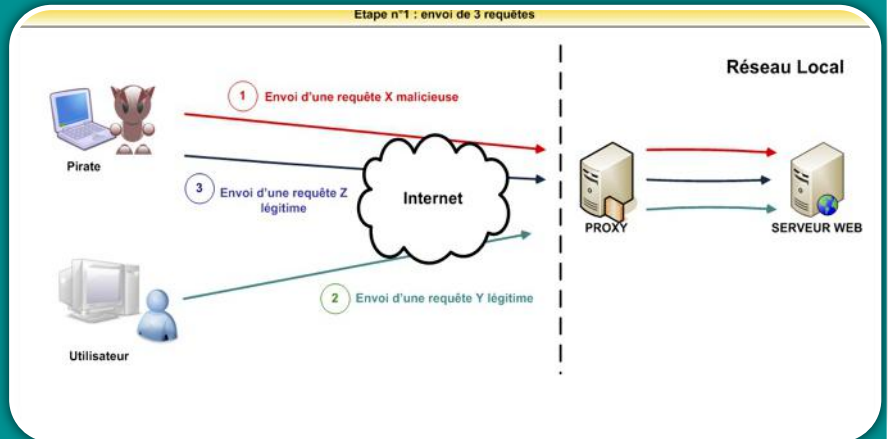 Etape n°1 : envoi de 3 requêtes
Réseau Local
1 Envoi d'une requête X malicieuse
Pirate
3 Envoi d'une requête Z
légitime
Internet
PROXY
SERVEUR WEB
2 Envoi d'une requête Y légitime
Utilisateur